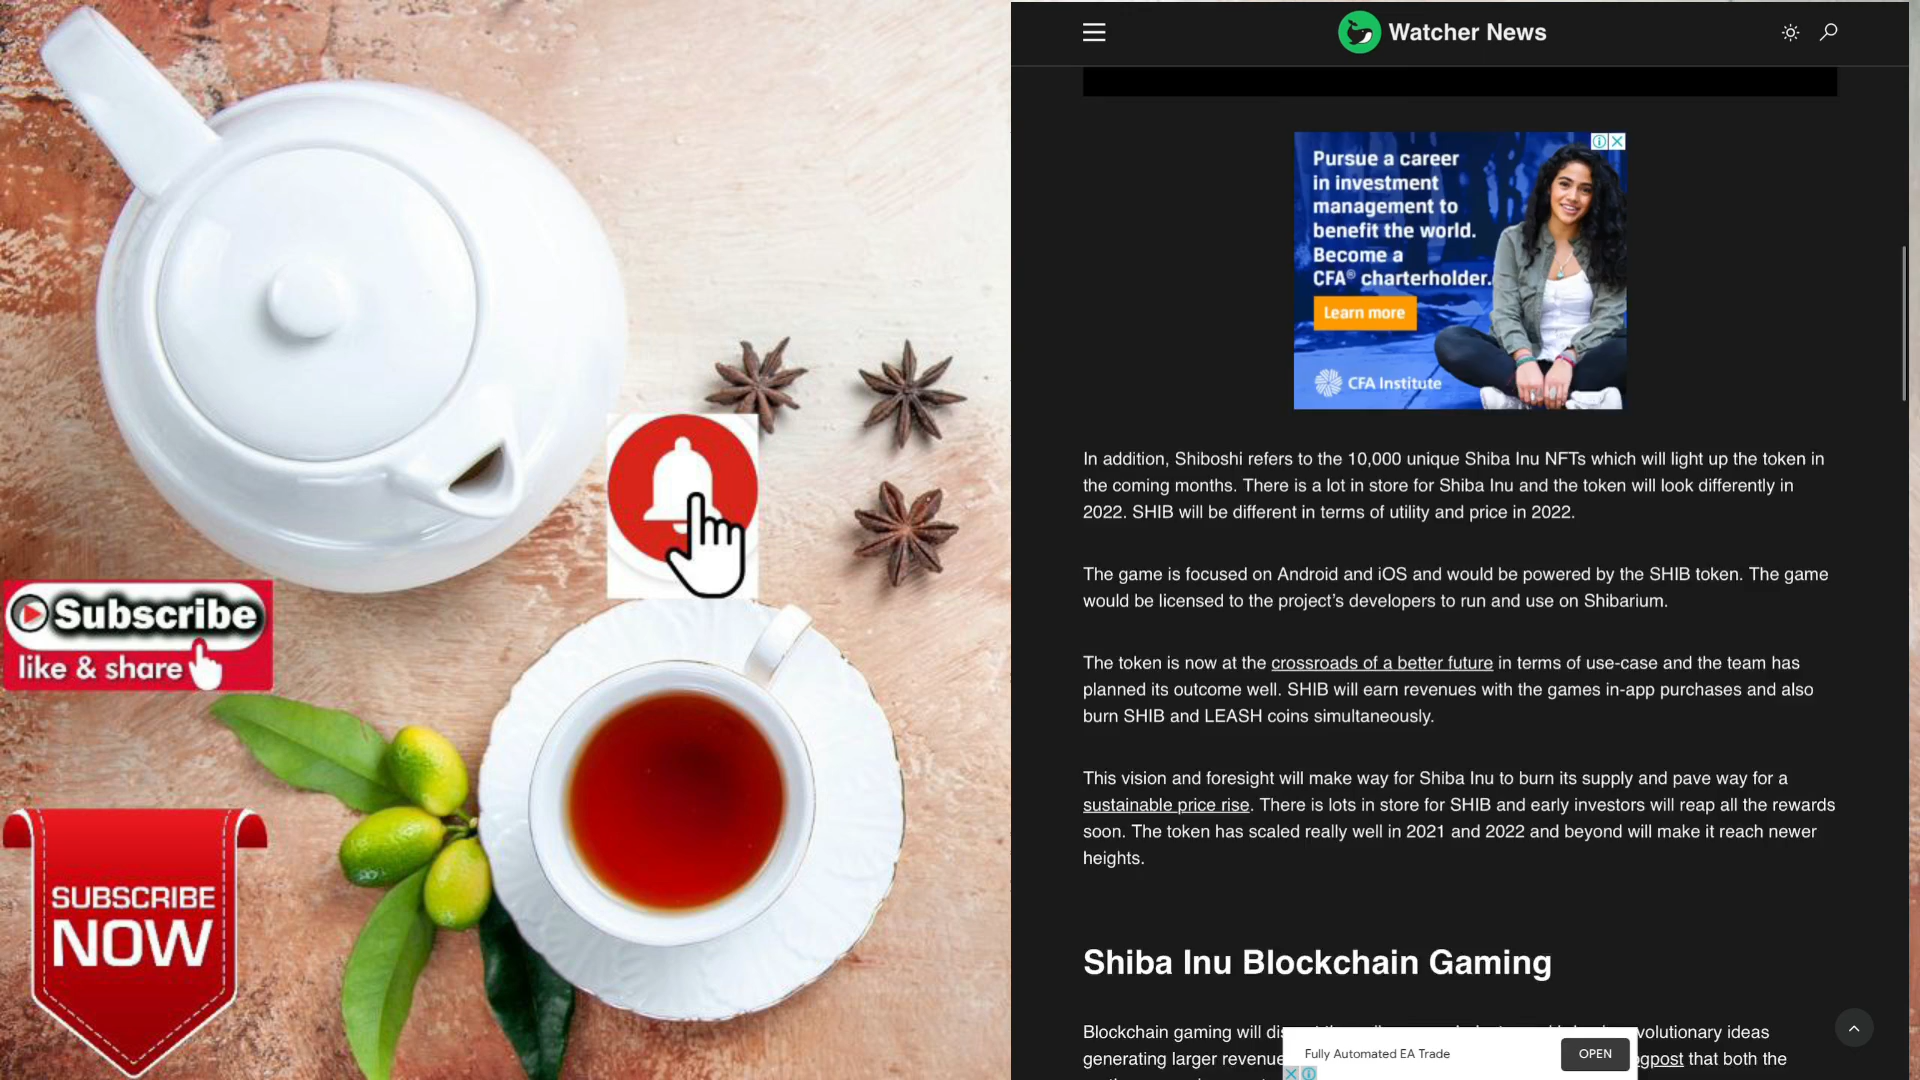 Subscribe
like & share
SUBSCRIBE
NOW
Watcher News
Pursue a career
in investment
management to
benefit the world.
Become a
CFA® charterholder.
Learn more
CFA Institute
In addition, Shiboshi refers to the 10,000 unique Shiba Inu NFTs which will light up the token in
the coming months. There is a lot in store for Shiba Inu and the token will look differently in
2022. SHIB will be different in terms of utility and price in 2022.
The game is focused on Android and iOS and would be powered by the SHIB token. The game
would be licensed to the project’s developers to run and use on Shibarium.
The token is now at the crossroads of a better future in terms of use-case and the team has
planned its outcome well. SHIB will earn revenues with the games in-app purchases and also
burn SHIB and LEASH coins simultaneously.
This vision and foresight will make way for Shiba Inu to burn its supply and pave way for a
sustainable price rise. There is lots in store for SHIB and early investors will reap all the rewards
soon. The token has scaled really well in 2021 and 2022 and beyond will make it reach newer
heights.
Shiba Inu Blockchain Gaming
Blockchain gaming will ideas
generating larger that both the
Fully Automated EA Trade
OPEN